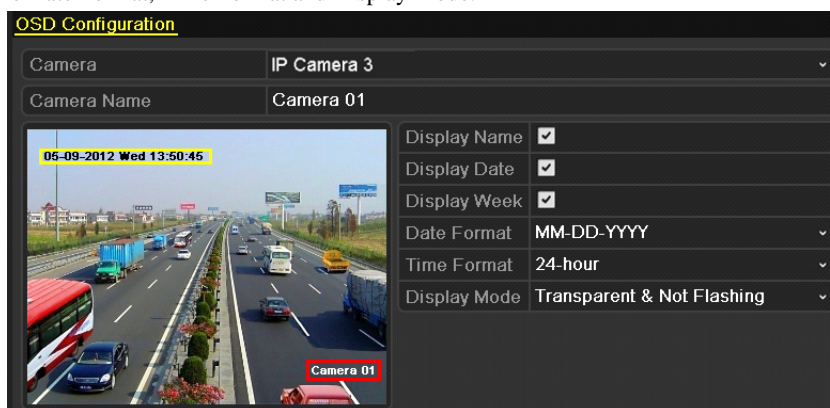 OSD Configuration
Camera IP Camera 3
Camera Name Camera 01
05-09-2012 Wed 13:50:45
Camera 01
Display Name
Display Date
Display Week
Date Format MM-DD-YYYY
Time Format 24-hour
Display Mode Transparent & Not Flashing